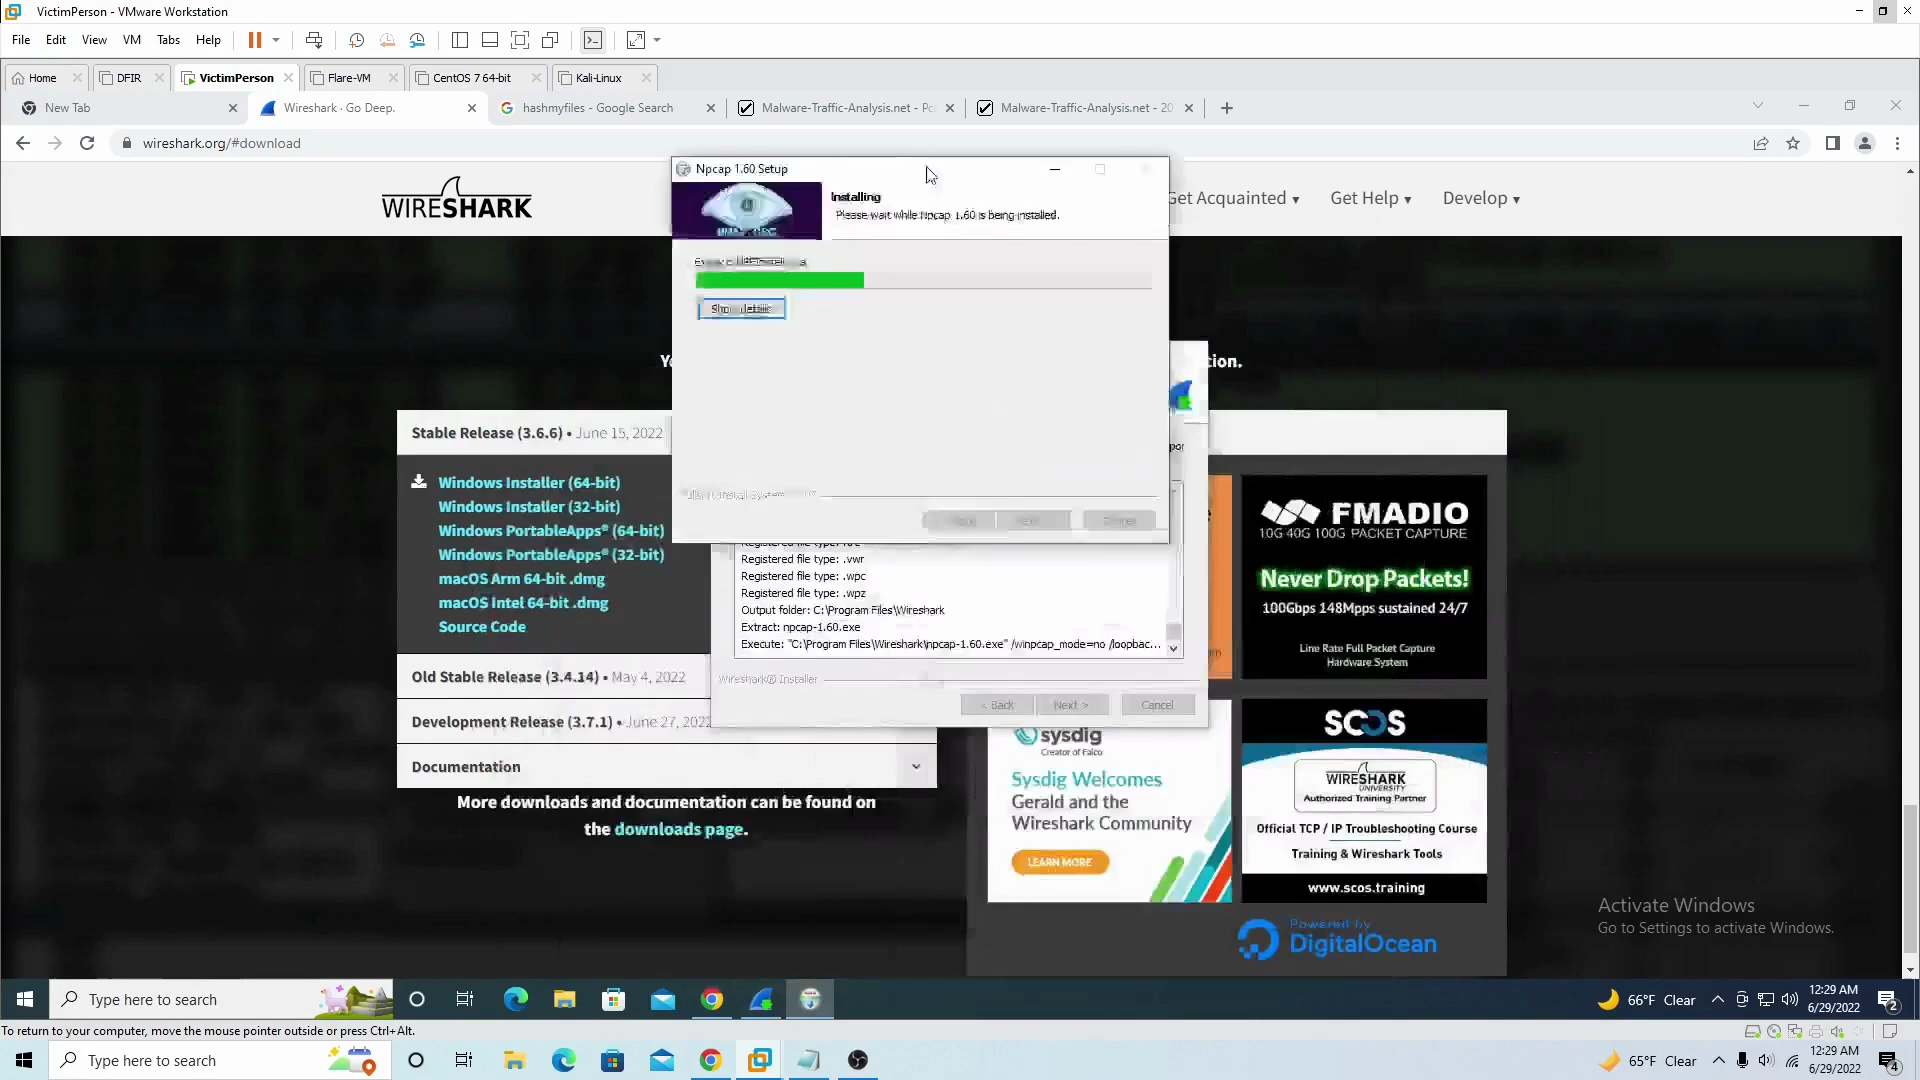 VictimPerson - VMware Workstation
File Edit View VM Tabs Help
Home DFIR VictimPerson Flare-VM CentOS 7 64-bit Kali-Linux
New Tab Wireshark · Go Deep. hashmyfiles - Google Search Malware-Traffic-Analysis.net - Pc Malware-Traffic-Analysis.net - 20
wireshark.org/#download
WIRESHARK
Get Acquainted Get Help Develop
Npcap 1.60 Setup
Installing
Please wait while Npcap 1.60 is being installed.
Show details
tion.
Stable Release (3.6.6) • June 15, 2022
Windows Installer (64-bit)
Windows Installer (32-bit)
Windows PortableApps® (64-bit)
Windows PortableApps® (32-bit)
macOS Arm 64-bit .dmg
macOS Intel 64-bit .dmg
Source Code
Old Stable Release (3.4.14) • May 4, 2022
Development Release (3.7.1) • June 27, 2022
Documentation
More downloads and documentation can be found on
the downloads page.
Registered file type: .vwr
Registered file type: .wpc
Registered file type: .wpz
Output folder: C:\Program Files\Wireshark
Extract: npcap-1.60.exe
Execute: "C:\Program Files\Wireshark\npcap-1.60.exe" /winpcap_mode=no /loopbac...
Wireshark® Installer
< Back Next > Cancel
FMADIO
10G 40G 100G PACKET CAPTURE
Never Drop Packets!
100Gbps 148Mpps sustained 24/7
Line Rate Full Packet Capture
Hardware System
sysdig
Creator of Falco
Sysdig Welcomes
Gerald and the
Wireshark Community
LEARN MORE
SCOS
WIRESHARK
UNIVERSITY
Authorized Training Partner
Official TCP / IP Troubleshooting Course
Training & Wireshark Tools
www.scos.training
Powered by
DigitalOcean
Activate Windows
Go to Settings to activate Windows.
Type here to search
66°F Clear
12:29 AM
6/29/2022
2
To return to your computer, move the mouse pointer outside or press Ctrl+Alt.
Type here to search
65°F Clear
12:29 AM
6/29/2022
4